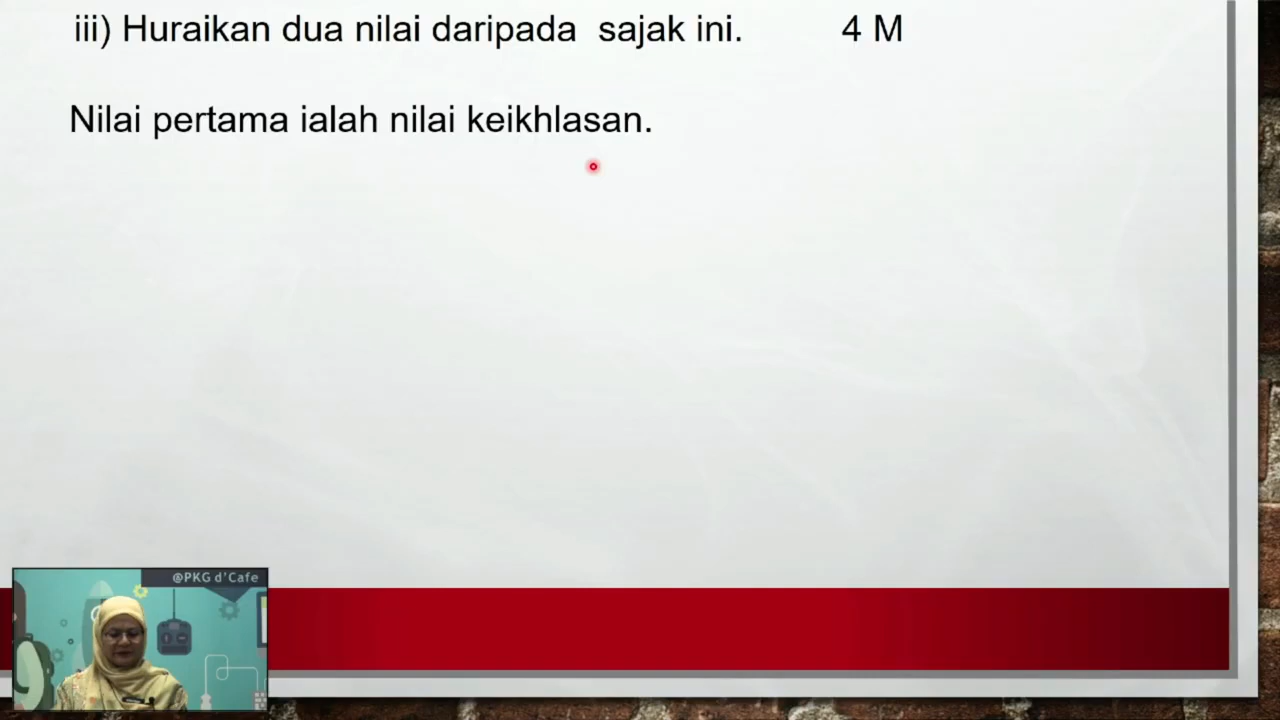 iii) Huraikan dua nilai daripada sajak ini. 4 M
Nilai pertama ialah nilai keikhlasan.
@PKG d'Cafe